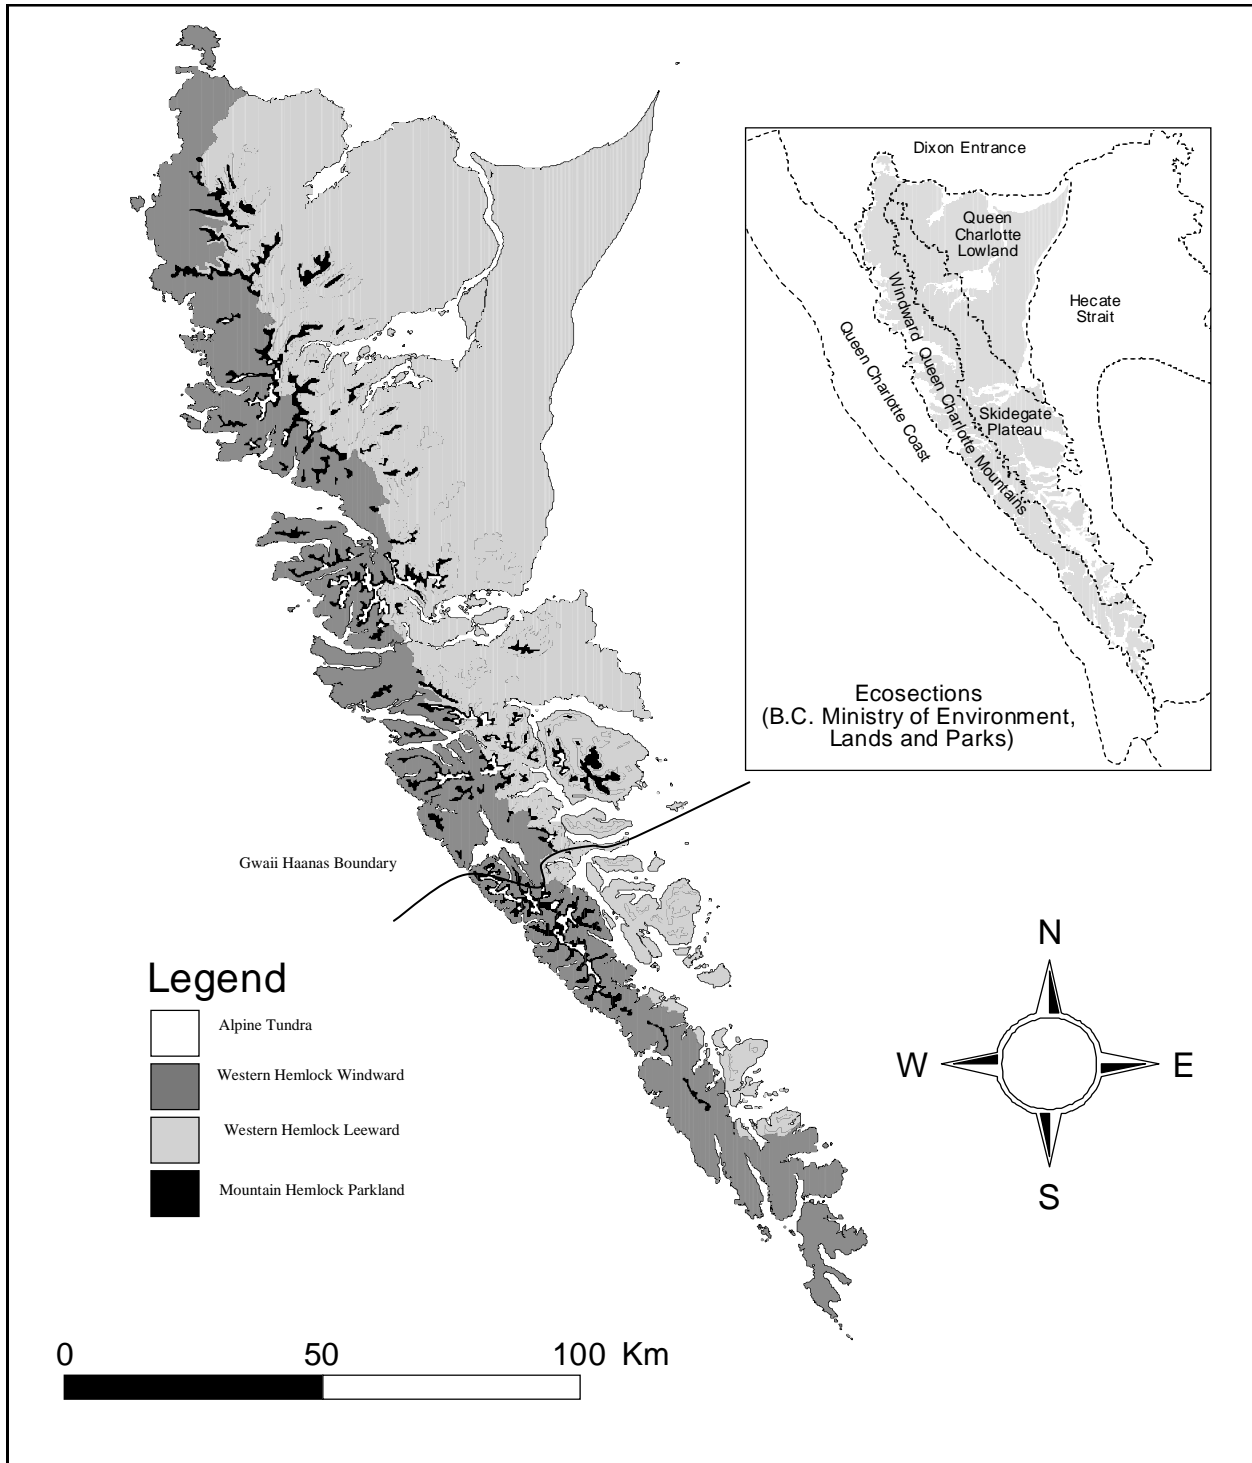 Dixon Entrance
Queen
Charlotte
Lowland
Hecate
Strait
Windward Queen Charlotte Mountains
Queen Charlotte Coast
Skidegate
Plateau
Ecosections
(B.C. Ministry of Environment,
Lands and Parks)
Gwaii Haanas Boundary
Legend
Alpine Tundra
Western Hemlock Windward
Western Hemlock Leeward
Mountain Hemlock Parkland
N
W
E
S
0 50 100 Km